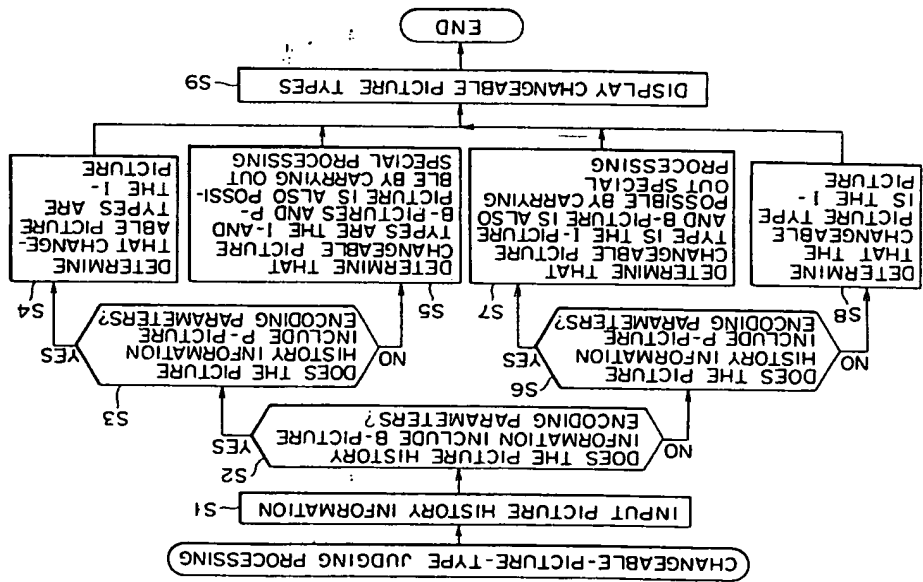 CHANGEABLE-PICTURE-TYPE JUDGING PROCESSING
INPUT PICTURE HISTORY INFORMATION
S1
DOES THE PICTURE HISTORY
INFORMATION INCLUDE B-PICTURE
ENCODING PARAMETERS?
S2
NO
YES
DOES THE PICTURE
HISTORY INFORMATION
INCLUDE P-PICTURE
ENCODING PARAMETERS?
S6
NO
YES
DOES THE PICTURE
HISTORY INFORMATION
INCLUDE P-PICTURE
ENCODING PARAMETERS?
S3
NO
YES
S8
DETERMINE
THAT THE
CHANGEABLE
PICTURE TYPE
IS THE I-
PICTURE
S7
DETERMINE THAT
CHANGEABLE PICTURE
TYPE IS THE I-PICTURE
AND B-PICTURE IS ALSO
POSSIBLE BY CARRYING
OUT SPECIAL
PROCESSING
S5
DETERMINE THAT
CHANGEABLE PICTURE
TYPES ARE THE I-AND
B-PICTURES AND P-
PICTURE IS ALSO POSSI-
BLE BY CARRYING OUT
SPECIAL PROCESSING
S4
DETERMINE
THAT CHANGE-
ABLE PICTURE
TYPES ARE
THE I-
PICTURE
DISPLAY CHANGEABLE PICTURE TYPES
S9
END